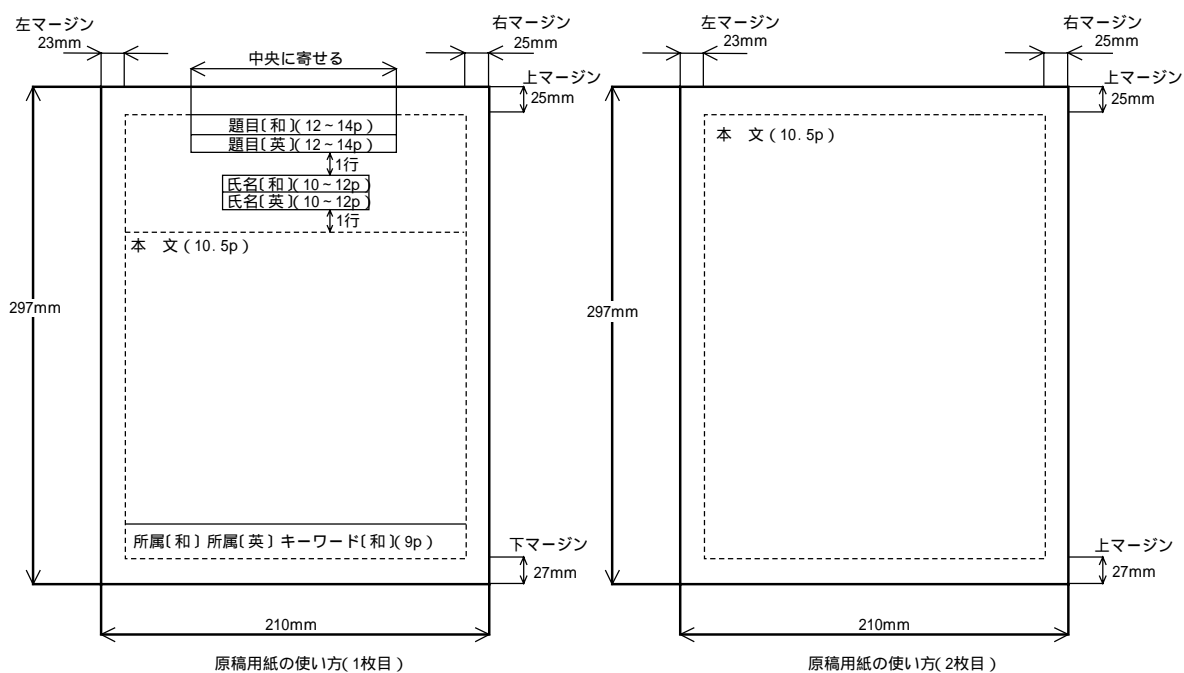 左マージン
23mm
右マージン
25mm
中央に寄せる
上マージン
25mm
題目〔和〕(12~14p)
題目〔英〕(12~14p)
1行
氏名〔和〕(10~12p)
氏名〔英〕(10~12p)
1行
本　文(10.5p)
297mm
所属〔和〕所属〔英〕キーワード〔和〕(9p)
下マージン
27mm
210mm
原稿用紙の使い方(1枚目)
左マージン
23mm
右マージン
25mm
上マージン
25mm
本　文(10.5p)
297mm
上マージン
27mm
210mm
原稿用紙の使い方(2枚目)